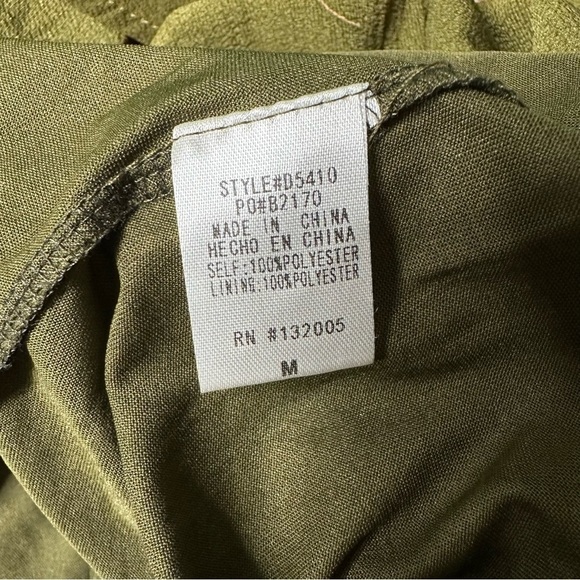 STYLE#D5410
PO#B2170
MADE IN CHINA
HECHO EN CHINA
SELF:100%POLYESTER
LINING:100%POLYESTER
RN #132005
M